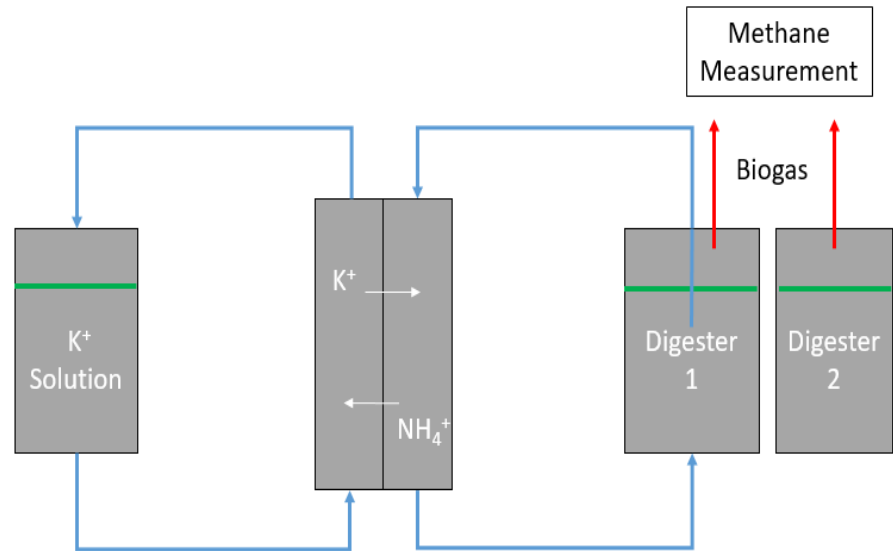 Methane
Measurement
Biogas
K⁺
NH₄⁺
K⁺
Solution
Digester
1
Digester
2